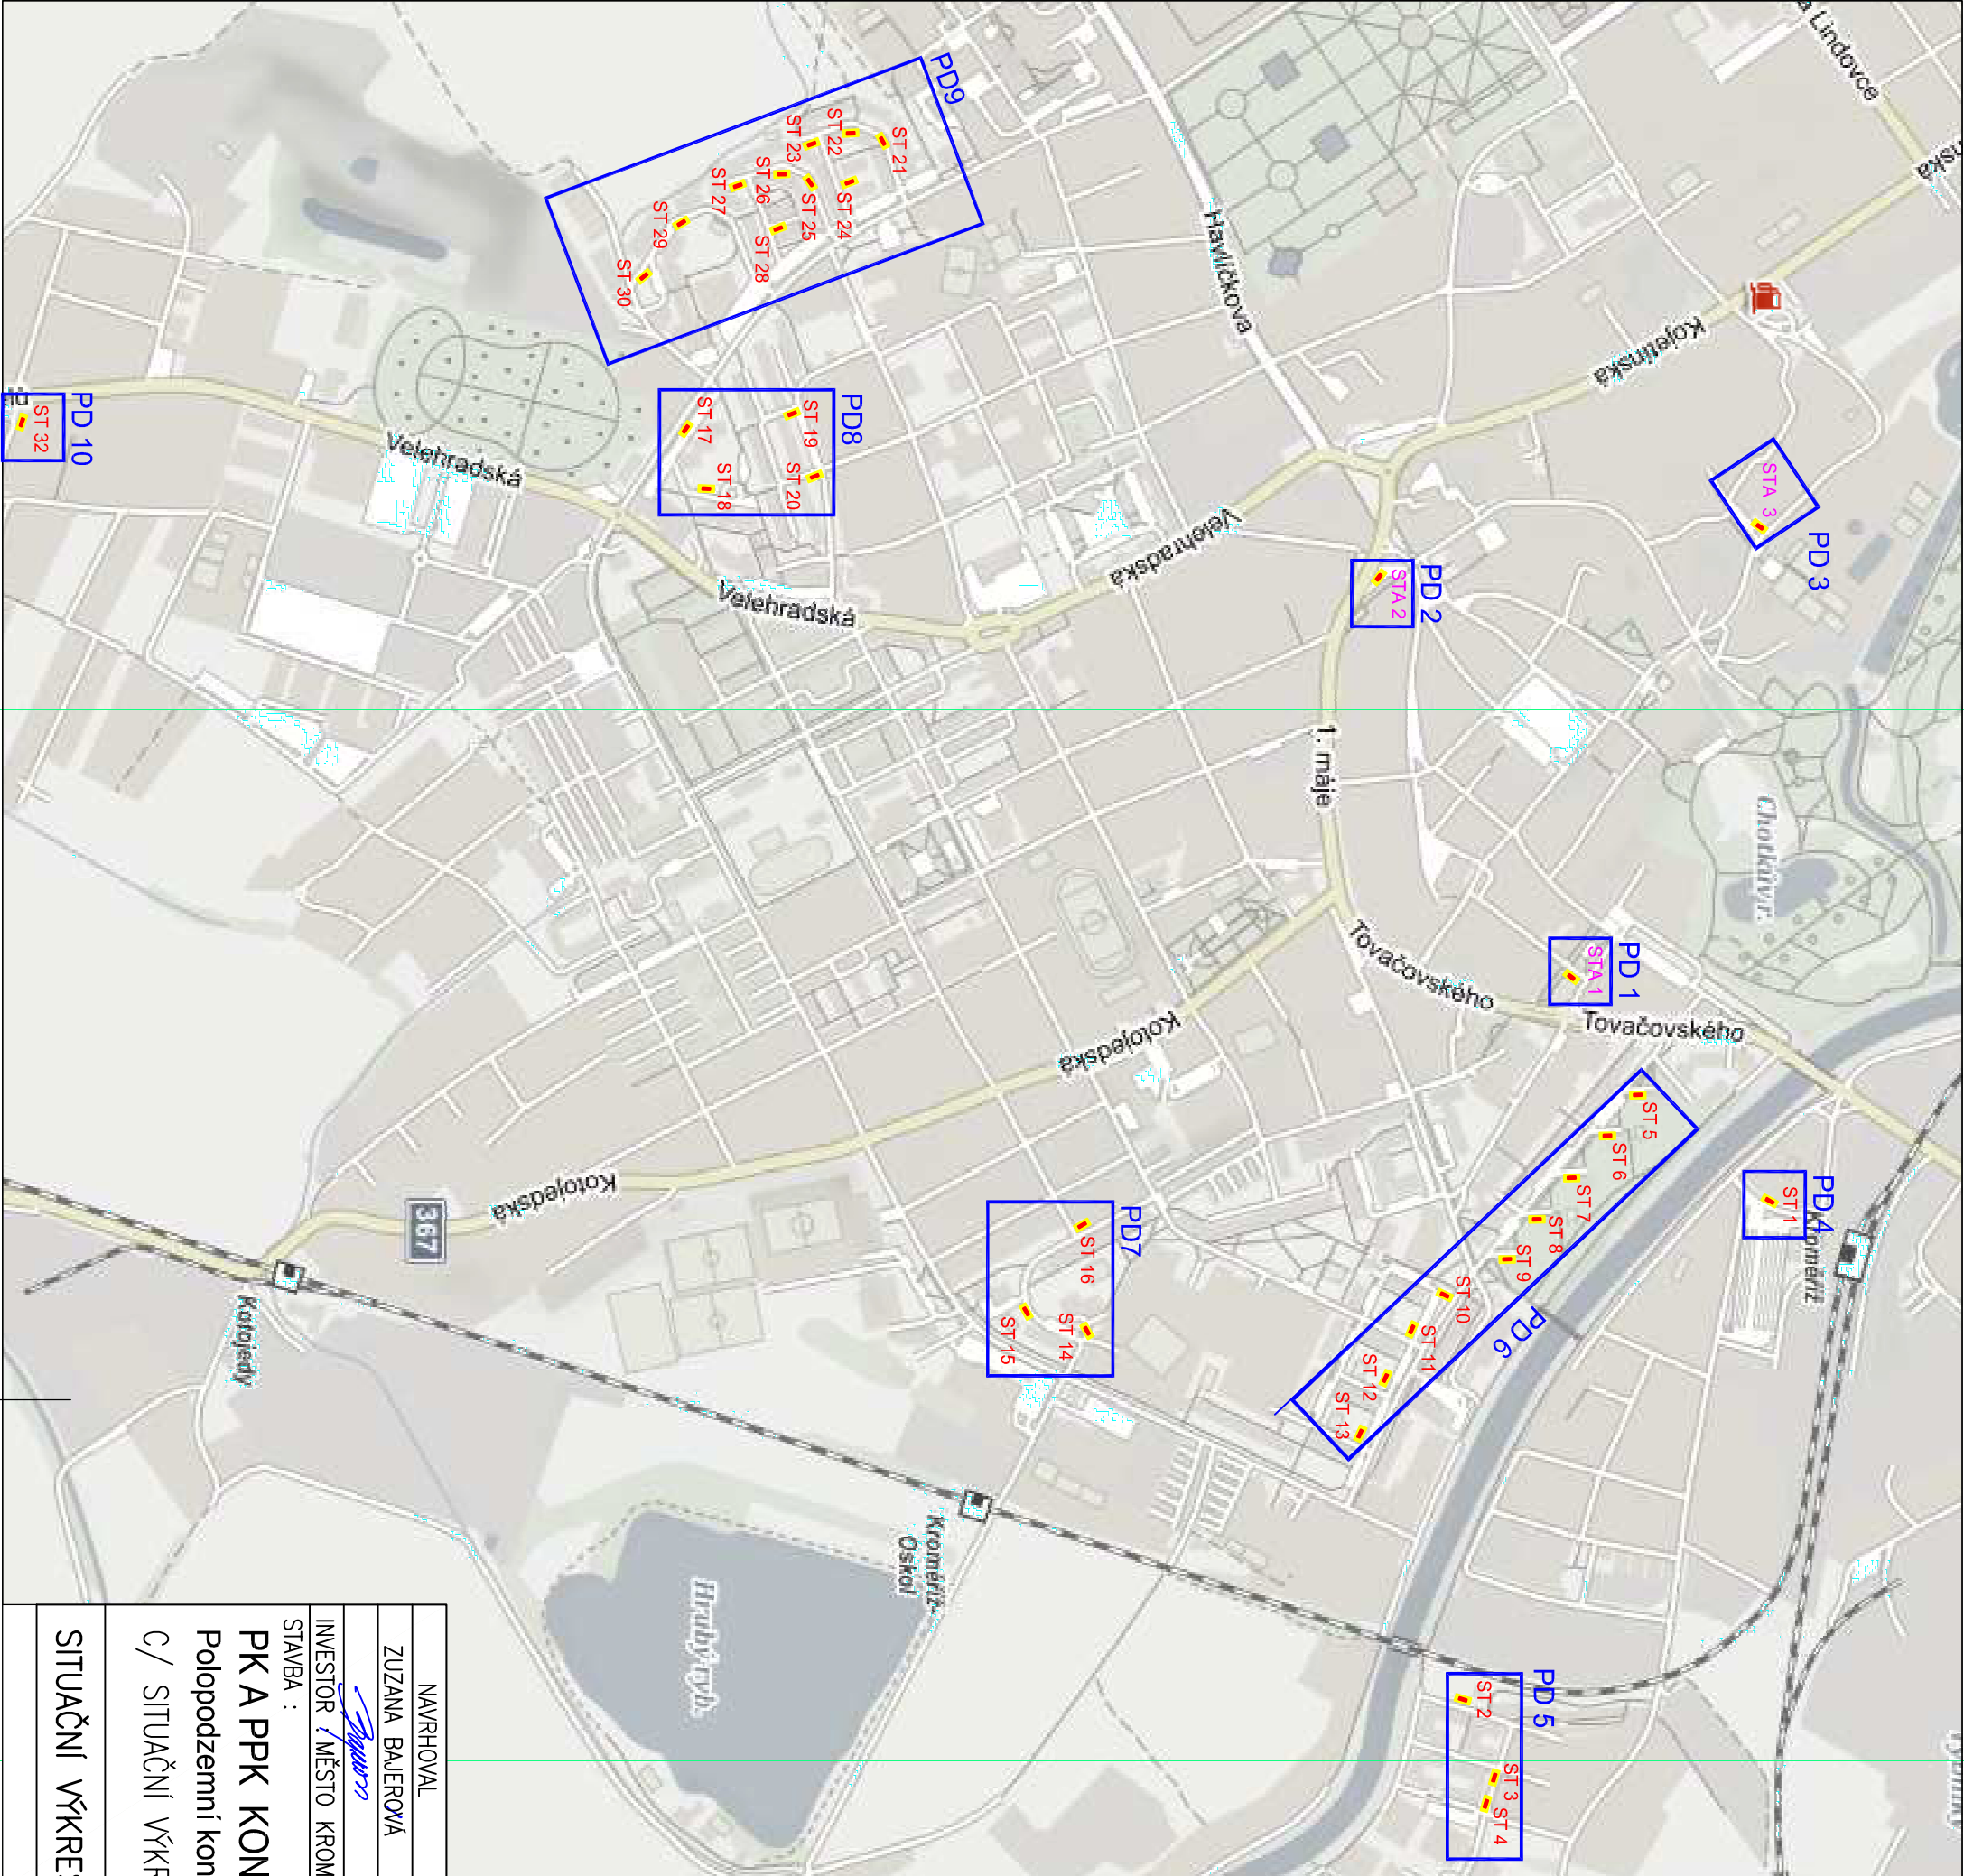 Kojetínská
Havlíčkova
Velehradská
Velehradská
Velehradská
1. máje
Tovačovského
Tovačovského
Kotojedská
Kotojedská
367
Kotojedy
Kroměříž-
Oskol
Hrubý ryb.
PD9
ST 21
ST 22
ST 23
ST 24
ST 25
ST 26
ST 27
ST 28
ST 29
ST 30
PD8
ST 17
ST 18
ST 19
ST 20
PD 10
ST 32
PD 3
STA 3
PD 2
STA 2
PD 1
STA 1
PD 4
ST 1
PD 6
ST 5
ST 6
ST 7
ST 8
ST 9
ST 10
ST 11
ST 12
ST 13
PD7
ST 16
ST 14
ST 15
PD 5
ST 2
ST 3
ST 4
NAVRHOVAL
ZUZANA BAJEROVÁ
INVESTOR : MĚSTO KROM
STAVBA :
PK A PPK KON
Polopodzemní kon
C/ SITUAČNÍ VÝKR
SITUAČNÍ VÝKRES